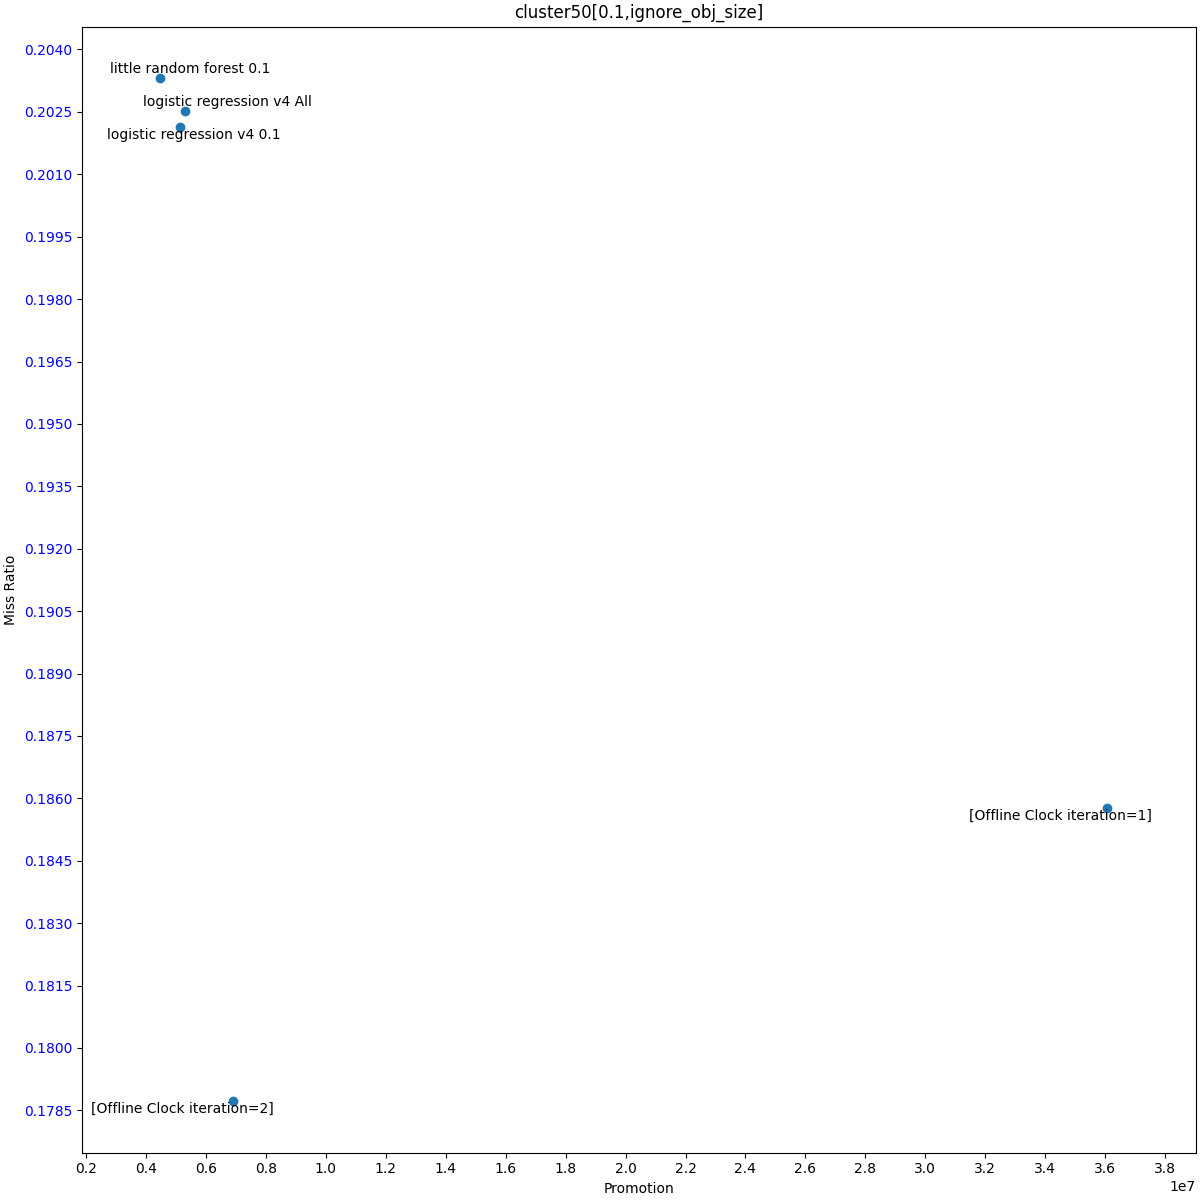 cluster50[0.1,ignore_obj_size]
0.2040
0.2025
0.2010
0.1995
0.1980
0.1965
0.1950
0.1935
0.1920
0.1905
0.1890
0.1875
0.1860
0.1845
0.1830
0.1815
0.1800
0.1785
Miss Ratio
little random forest 0.1
logistic regression v4 All
logistic regression v4 0.1
[Offline Clock iteration=1]
[Offline Clock iteration=2]
0.2 0.4 0.6 0.8 1.0 1.2 1.4 1.6 1.8 2.0 2.2 2.4 2.6 2.8 3.0 3.2 3.4 3.6 3.8
1e7
Promotion